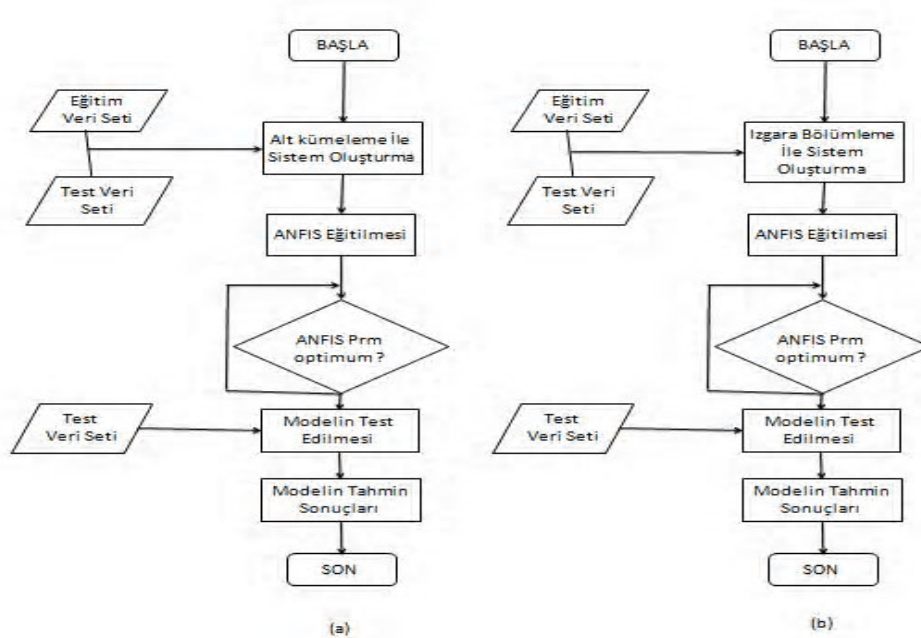 BAŞLA
Eğitim
Veri Seti
Alt kümeleme İle
Sistem Oluşturma
Test Veri
Seti
ANFIS Eğitilmesi
ANFIS Prm
optimum ?
Test
Veri Seti
Modelin Test
Edilmesi
Modelin Tahmin
Sonuçları
SON
(a)
BAŞLA
Eğitim
Veri Seti
Izgara Bölümleme
İle Sistem
Oluşturma
Test Veri
Seti
ANFIS Eğitilmesi
ANFIS Prm
optimum ?
Test
Veri Seti
Modelin Test
Edilmesi
Modelin Tahmin
Sonuçları
SON
(b)